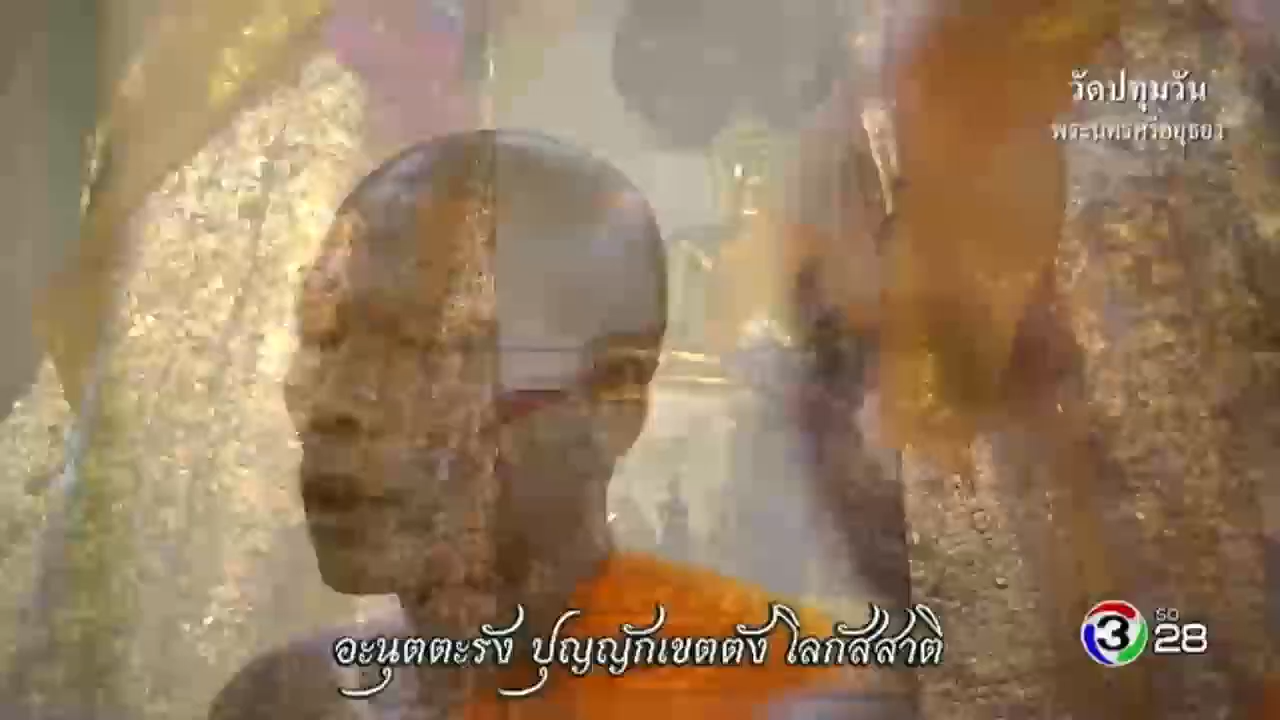 วัดปทุมวัน
พระนครศรีอยุธยา
3 SD
28
อะนุตตะรัง ปุญญักเขตตัง โลกัสสาติ